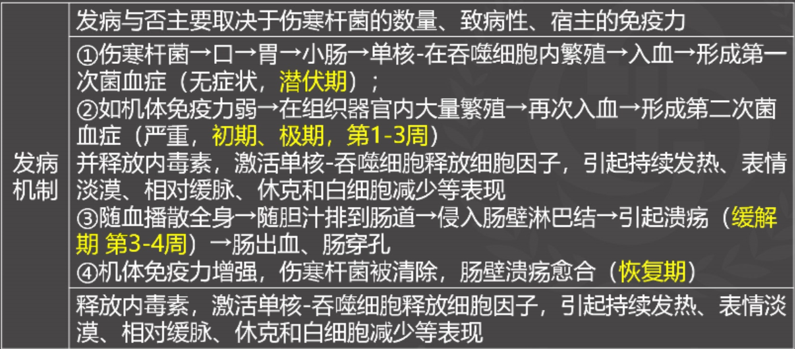 发病与否主要取决于伤寒杆菌的数量、致病性、宿主的免疫力
①伤寒杆菌→口→胃→小肠→单核-在吞噬细胞内繁殖→入血→形成第一
次菌血症（无症状，潜伏期）；
②如机体免疫力弱→在组织器官内大量繁殖→再次入血→形成第二次菌
血症（严重，初期、极期，第1-3周）
发病
机制
并释放内毒素，激活单核-吞噬细胞释放细胞因子，引起持续发热、表情
淡漠、相对缓脉、休克和白细胞减少等表现
③随血播散全身→随胆汁排到肠道→侵入肠壁淋巴结→引起溃疡（缓解
期 第3-4周）→肠出血、肠穿孔
④机体免疫力增强，伤寒杆菌被清除，肠壁溃疡愈合（恢复期）
释放内毒素，激活单核-吞噬细胞释放细胞因子，引起持续发热、表情淡
漠、相对缓脉、休克和白细胞减少等表现